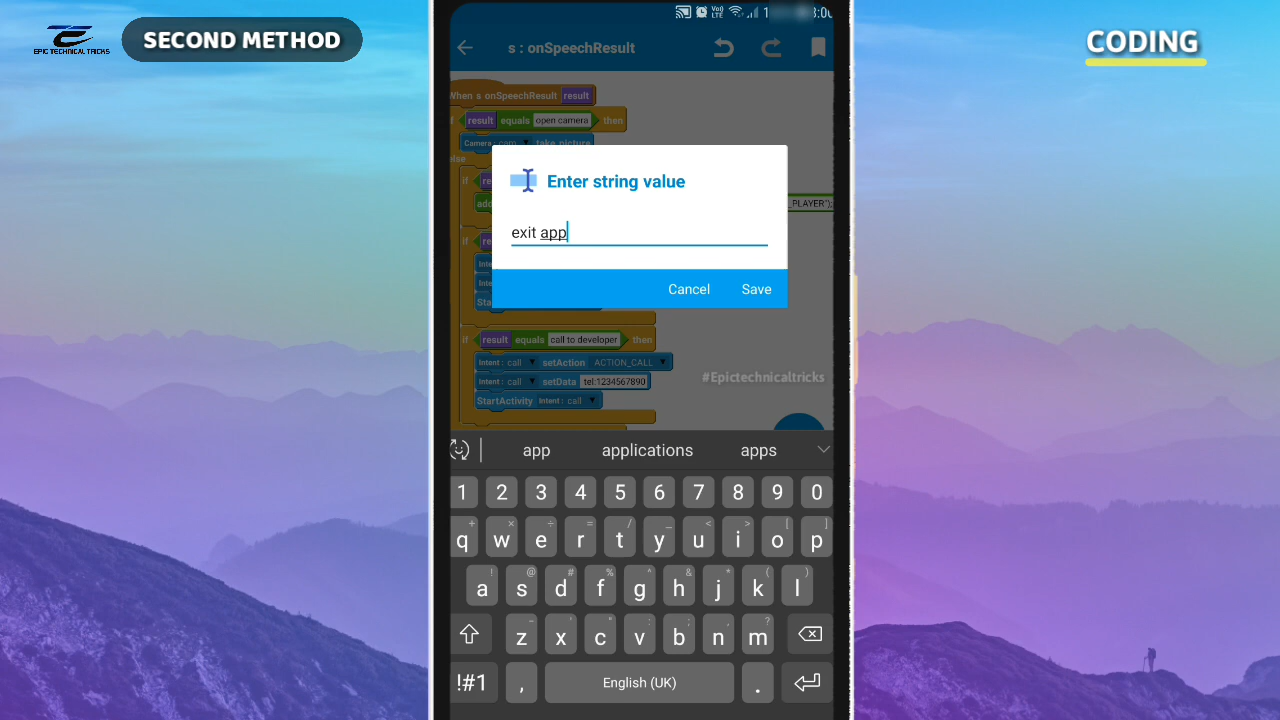 EPIC TECHNICAL TRICKS
SECOND METHOD
CODING
s : onSpeechResult
When s onSpeechResult result
result equals open camera then
Camera: cam take picture
else
if
_PLAYER");
if
Enter string value
exit app
Cancel Save
if result equals call to developer then
Intent: call setAction ACTION_CALL
Intent: call setData tel:1234567890
StartActivity Intent: call
#Epictechnicaltricks
app applications apps
1 2 3 4 5 6 7 8 9 0
q w e r t y u i o p
a s d f g h j k l
z x c v b n m
!#1 , English (UK) .